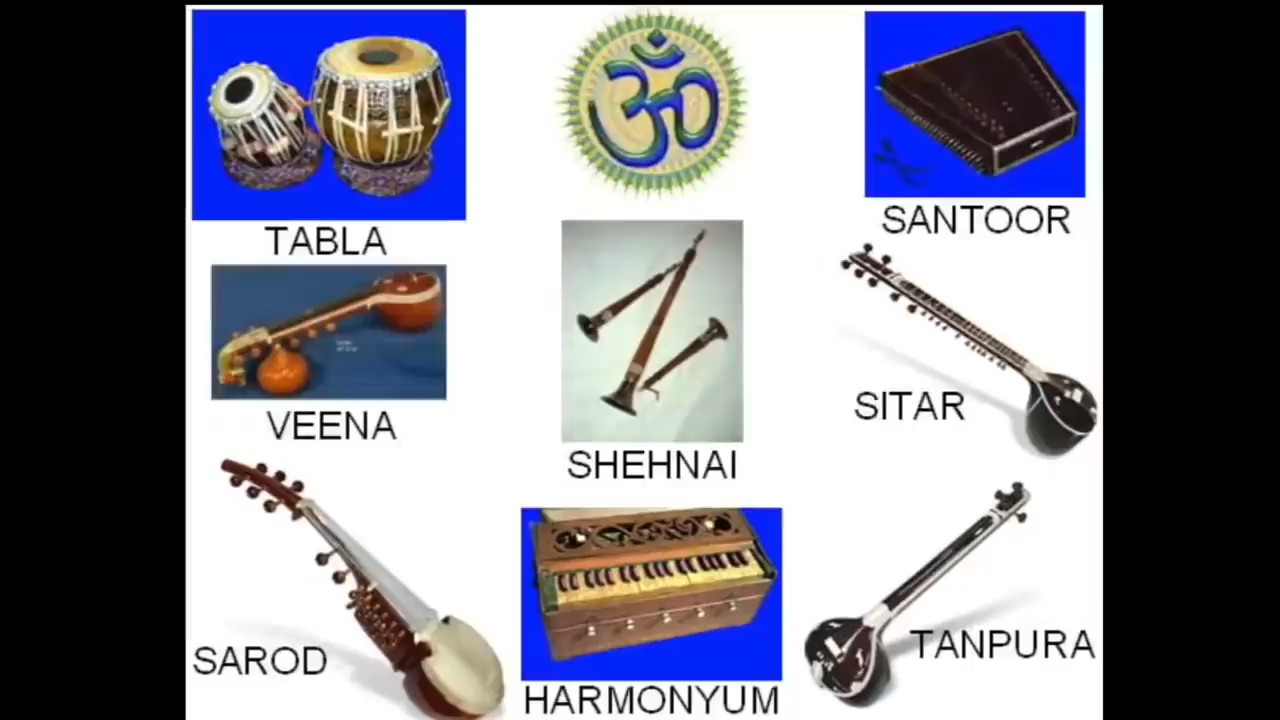 ॐ
TABLA
SANTOOR
VEENA
SHEHNAI
SITAR
SAROD
HARMONYUM
TANPURA